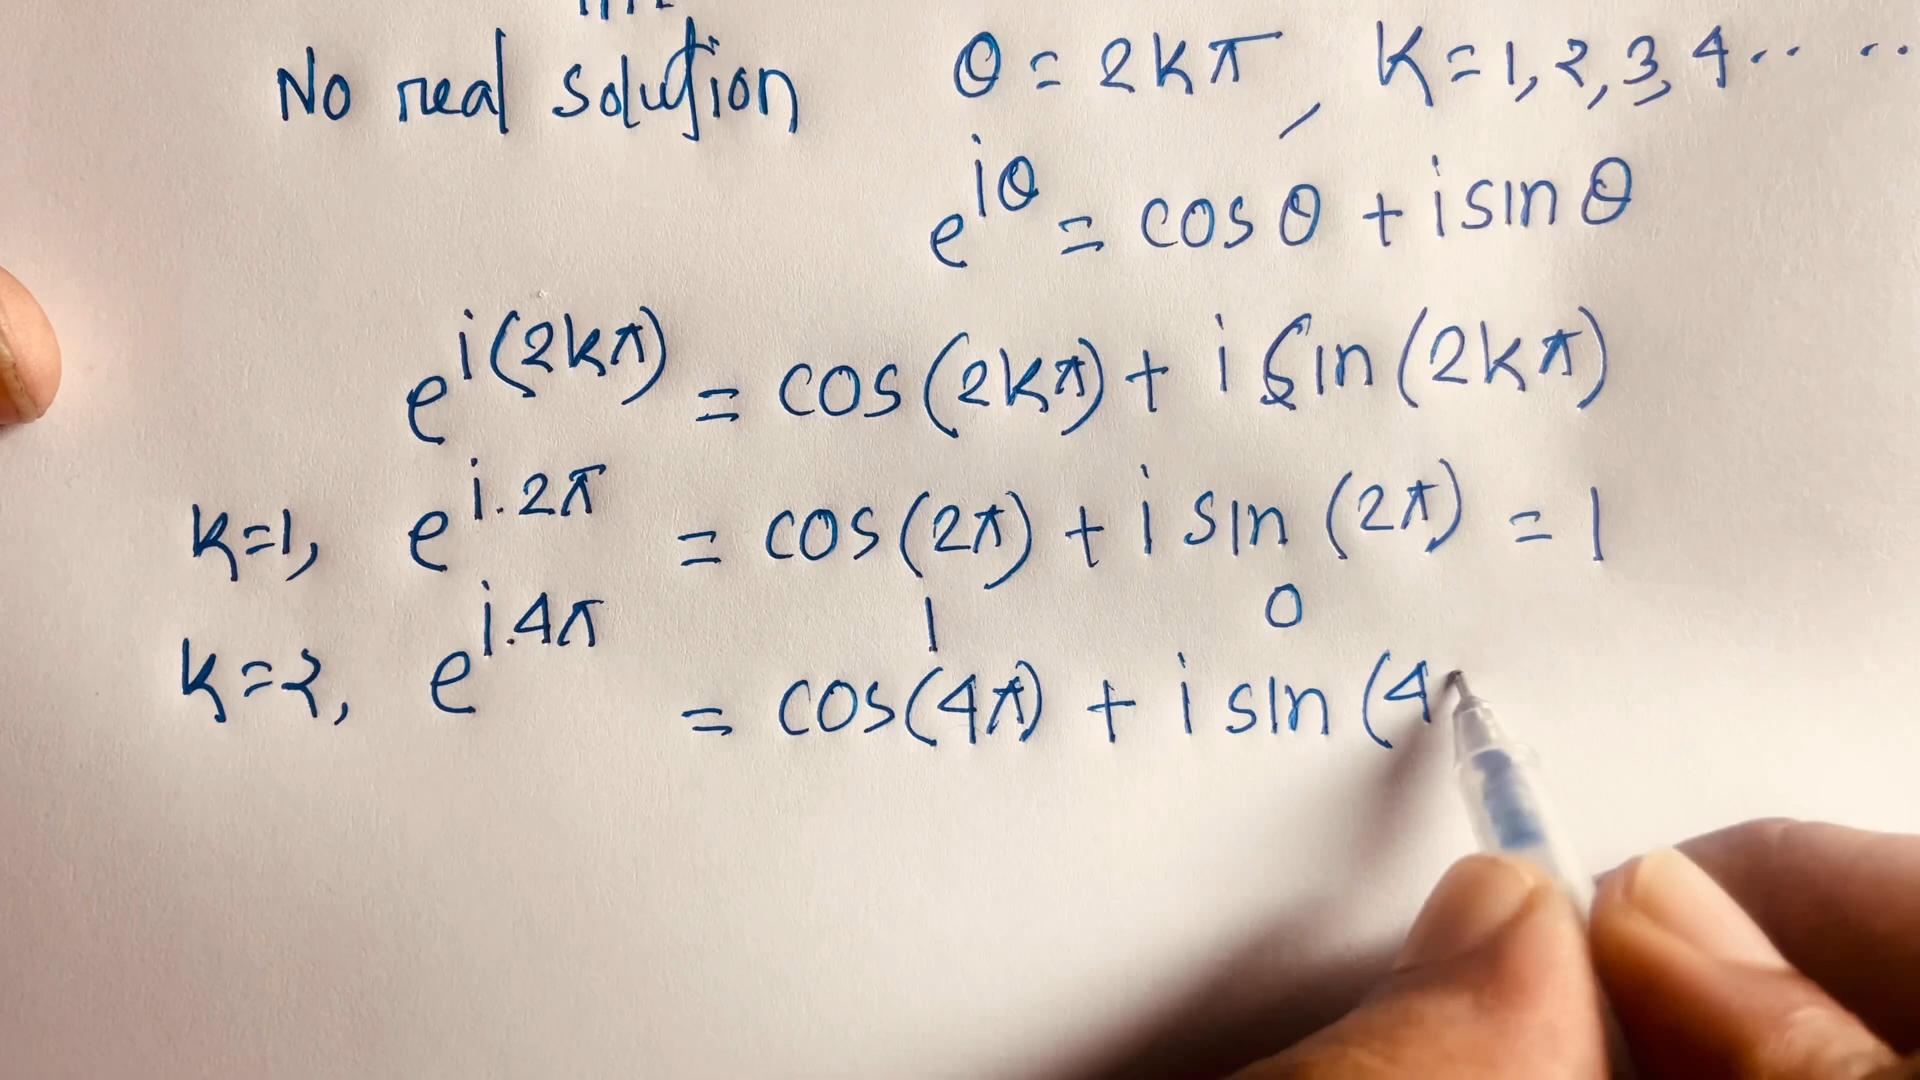 No real solution
θ = 2kπ, K = 1, 2, 3, 4.. ..
e^{iθ} = cos θ + i sin θ
e^{i(2kπ)} = cos(2kπ) + i sin(2kπ)
K=1, e^{i.2π} = cos(2π) + i sin(2π) = 1
1 0
K=2, e^{i.4π} = cos(4π) + i sin(4